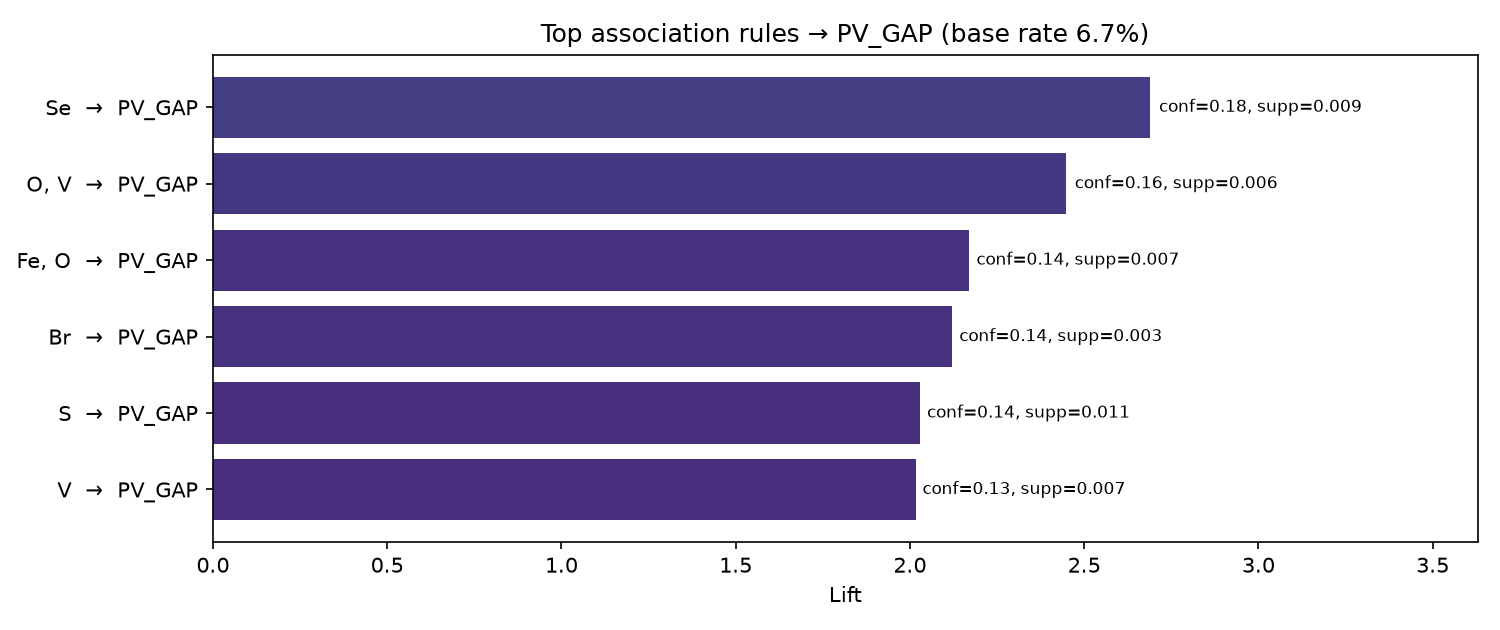 Top association rules → PV_GAP (base rate 6.7%)
Se → PV_GAP
conf=0.18, supp=0.009
O, V → PV_GAP
conf=0.16, supp=0.006
Fe, O → PV_GAP
conf=0.14, supp=0.007
Br → PV_GAP
conf=0.14, supp=0.003
S → PV_GAP
conf=0.14, supp=0.011
V → PV_GAP
conf=0.13, supp=0.007
0.0 0.5 1.0 1.5 2.0 2.5 3.0 3.5
Lift